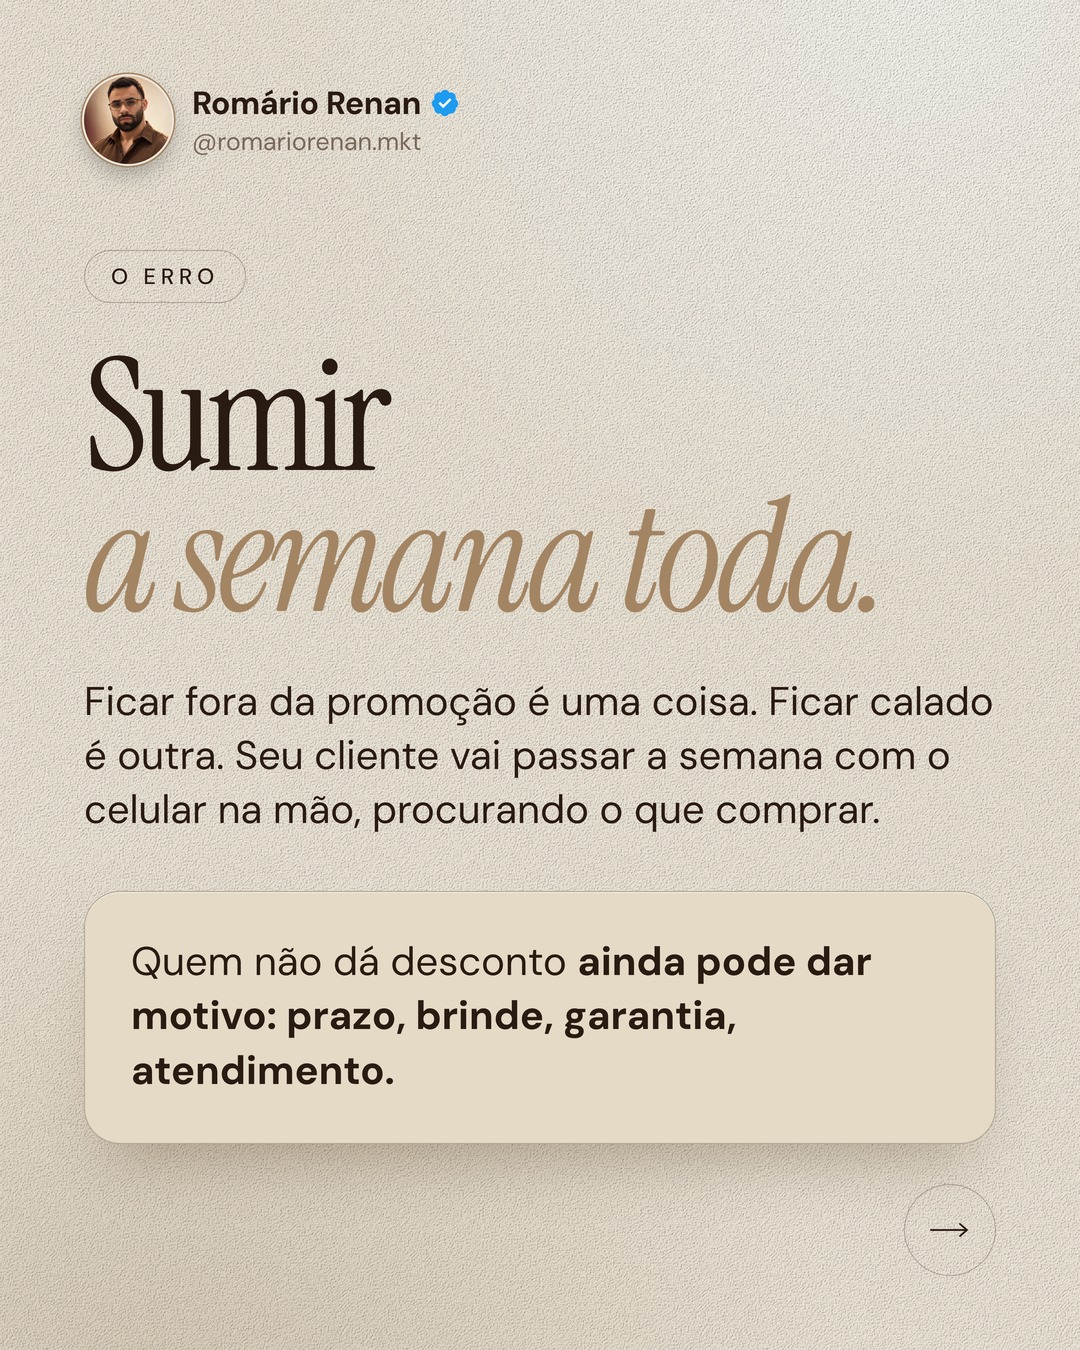 Romário Renan
@romariorenan.mkt
O ERRO
Sumir
a semana toda.
Ficar fora da promoção é uma coisa. Ficar calado
é outra. Seu cliente vai passar a semana com o
celular na mão, procurando o que comprar.
Quem não dá desconto ainda pode dar
motivo: prazo, brinde, garantia,
atendimento.